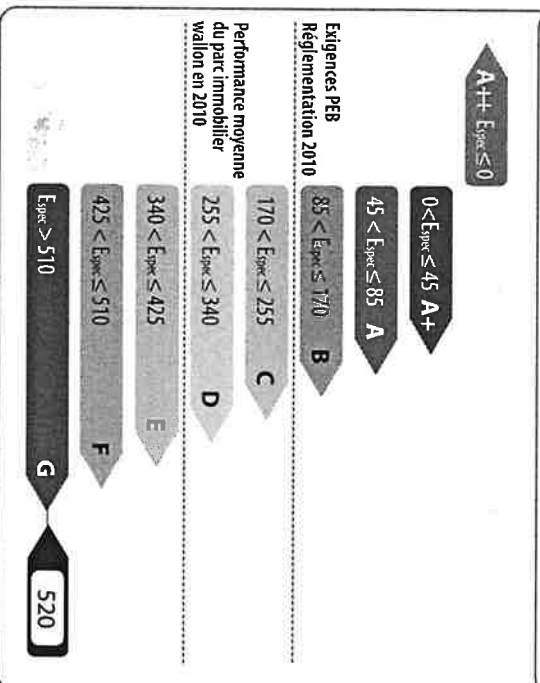 A++ Espec ≤ 0
0 < Espec ≤ 45 A+
45 < Espec ≤ 85 A
Exigences PEB
Réglementation 2010
85 < Espec ≤ 170 B
170 < Espec ≤ 255 C
Performance moyenne
du parc immobilier
wallon en 2010
255 < Espec ≤ 340 D
340 < Espec ≤ 425 E
425 < Espec ≤ 510 F
Espec > 510 G
520